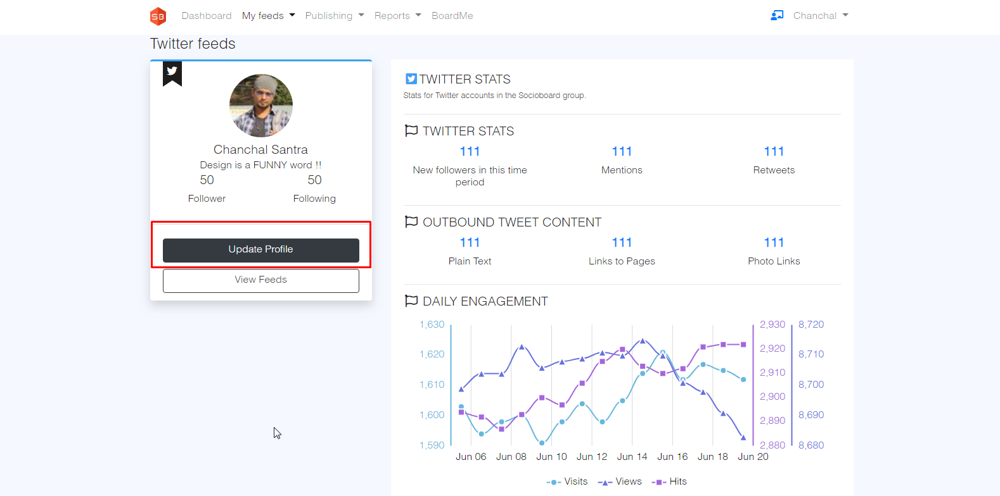 SB Dashboard My feeds Publishing Reports BoardMe Chanchal
Twitter feeds
Chanchal Santra
Design is a FUNNY word !!
50 50
Follower Following
Update Profile
View Feeds
TWITTER STATS
Stats for Twitter accounts in the Socioboard group.
TWITTER STATS
111 111 111
New followers in this time Mentions Retweets
period
OUTBOUND TWEET CONTENT
111 111 111
Plain Text Links to Pages Photo Links
DAILY ENGAGEMENT
1,630 2,930 8,720
1,620 2,920 8,710
1,610 2,910 8,700
1,600 2,900 8,690
1,590 2,890 8,680
2,880
Jun 06 Jun 08 Jun 10 Jun 12 Jun 14 Jun 16 Jun 18 Jun 20
Visits Views Hits